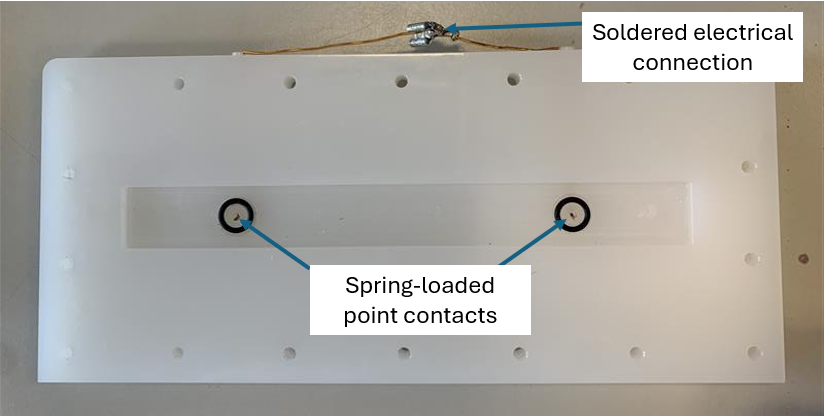 Soldered electrical
connection
Spring-loaded
point contacts